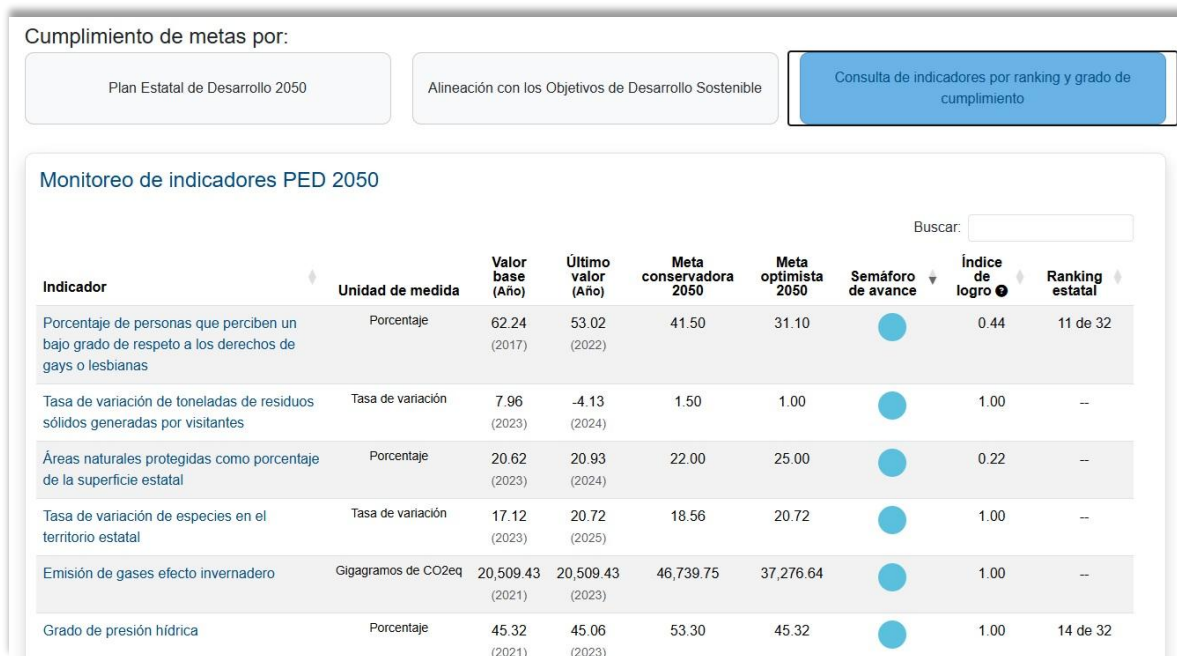 Cumplimiento de metas por:
Plan Estatal de Desarrollo 2050
Alineación con los Objetivos de Desarrollo Sostenible
Consulta de indicadores por ranking y grado de
cumplimiento
Monitoreo de indicadores PED 2050
Buscar:
Indicador
Unidad de medida
Valor
base
(Año)
Último
valor
(Año)
Meta
conservadora
2050
Meta
optimista
2050
Semáforo
de avance
Índice
de
logro ?
Ranking
estatal
Porcentaje de personas que perciben un
bajo grado de respeto a los derechos de
gays o lesbianas
Porcentaje
62.24
(2017)
53.02
(2022)
41.50
31.10
0.44
11 de 32
Tasa de variación de toneladas de residuos
sólidos generadas por visitantes
Tasa de variación
7.96
(2023)
-4.13
(2024)
1.50
1.00
1.00
--
Áreas naturales protegidas como porcentaje
de la superficie estatal
Porcentaje
20.62
(2023)
20.93
(2024)
22.00
25.00
0.22
--
Tasa de variación de especies en el
territorio estatal
Tasa de variación
17.12
(2023)
20.72
(2025)
18.56
20.72
1.00
--
Emisión de gases efecto invernadero
Gigagramos de CO2eq
20,509.43
(2021)
20,509.43
(2023)
46,739.75
37,276.64
1.00
--
Grado de presión hídrica
Porcentaje
45.32
(2021)
45.06
(2023)
53.30
45.32
1.00
14 de 32